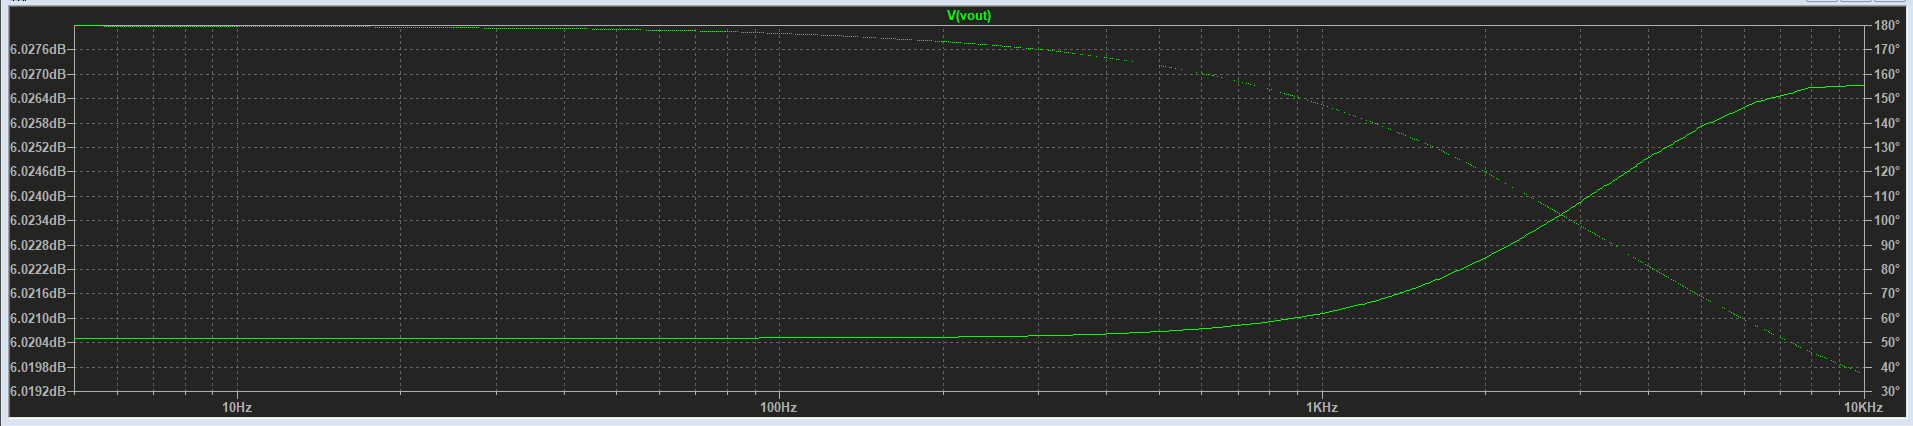 V(vout)
180°
6.0276dB 170°
6.0270dB 160°
6.0264dB 150°
6.0258dB 140°
6.0252dB 130°
6.0246dB 120°
6.0240dB 110°
6.0234dB 100°
6.0228dB 90°
6.0222dB 80°
6.0216dB 70°
6.0210dB 60°
6.0204dB 50°
6.0198dB 40°
6.0192dB 30°
10Hz 100Hz 1KHz 10KHz